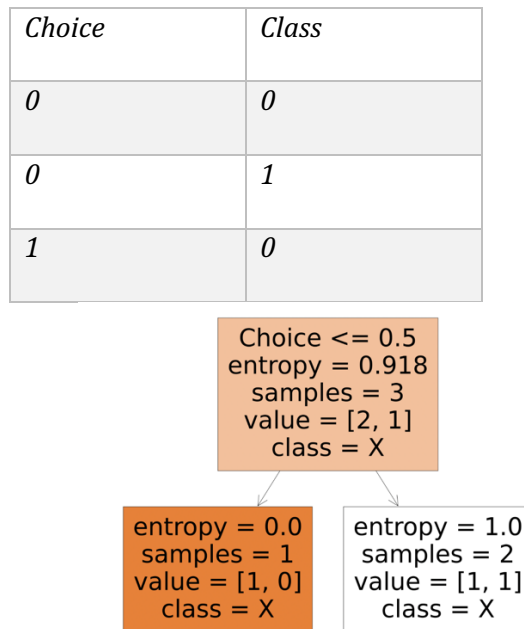 Choice Class
0 0
0 1
1 0
Choice <= 0.5
entropy = 0.918
samples = 3
value = [2, 1]
class = X
entropy = 0.0
samples = 1
value = [1, 0]
class = X
entropy = 1.0
samples = 2
value = [1, 1]
class = X